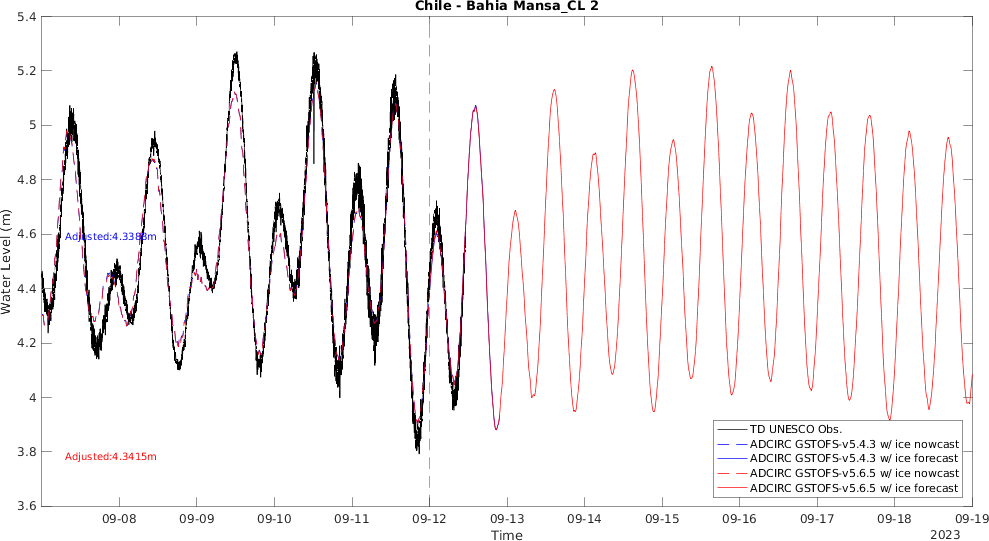 Chile - Bahia Mansa_CL 2
5.4
5.2
5
4.8
4.6
4.4
4.2
4
3.8
3.6
Water Level (m)
Adjusted:4.3388m
Adjusted:4.3415m
TD UNESCO Obs.
ADCIRC GSTOFS-v5.4.3 w/ ice nowcast
ADCIRC GSTOFS-v5.4.3 w/ ice forecast
ADCIRC GSTOFS-v5.6.5 w/ ice nowcast
ADCIRC GSTOFS-v5.6.5 w/ ice forecast
09-08 09-09 09-10 09-11 09-12 09-13 09-14 09-15 09-16 09-17 09-18 09-19
Time
2023